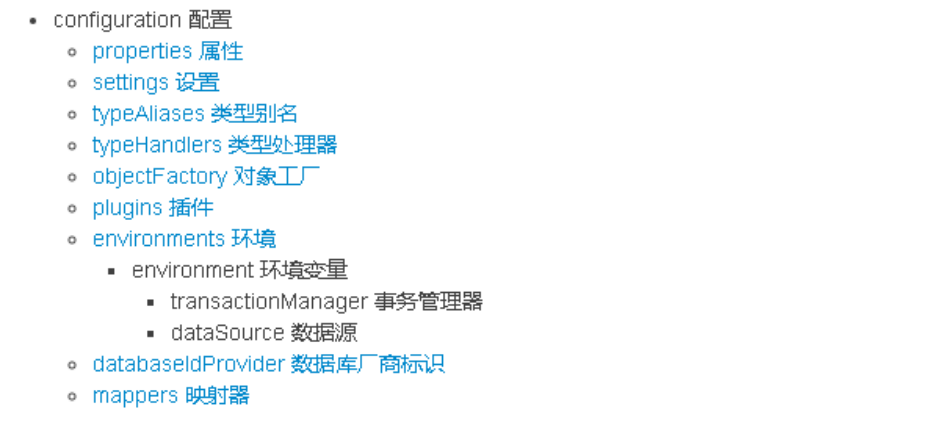 configuration 配置
properties 属性
settings 设置
typeAliases 类型别名
typeHandlers 类型处理器
objectFactory 对象工厂
plugins 插件
environments 环境
environment 环境变量
transactionManager 事务管理器
dataSource 数据源
databaseIdProvider 数据库厂商标识
mappers 映射器